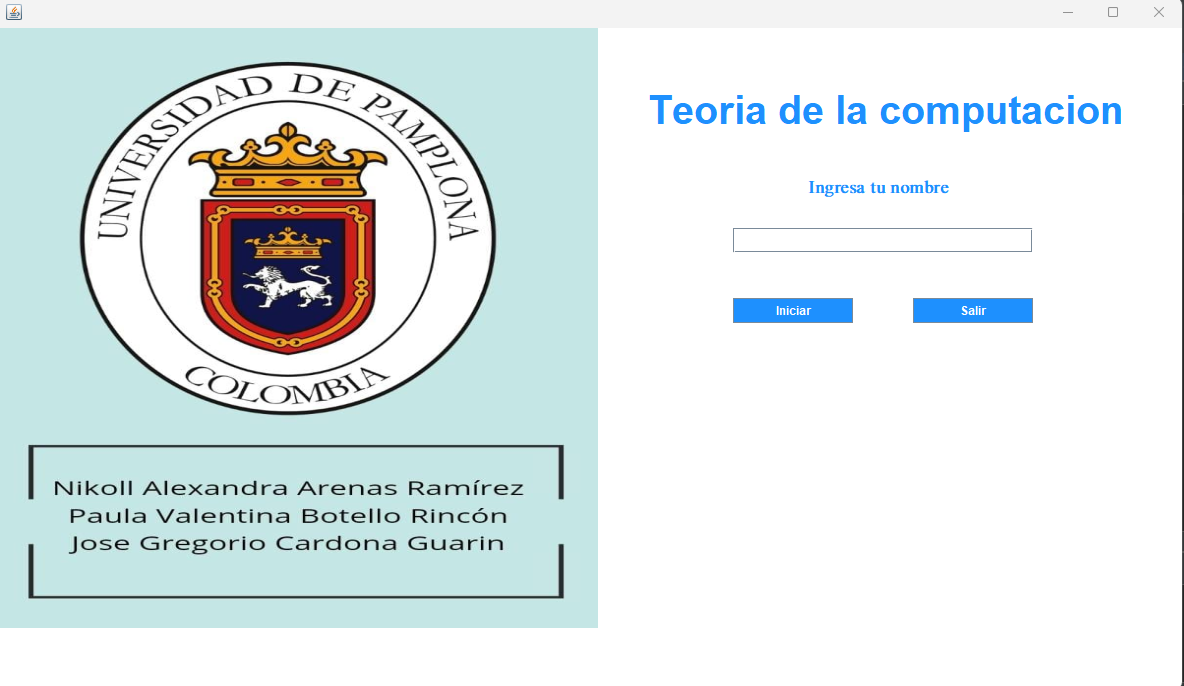 UNIVERSIDAD DE PAMPLONA
COLOMBIA
Nikoll Alexandra Arenas Ramírez
Paula Valentina Botello Rincón
Jose Gregorio Cardona Guarin
Teoria de la computacion
Ingresa tu nombre
Iniciar
Salir